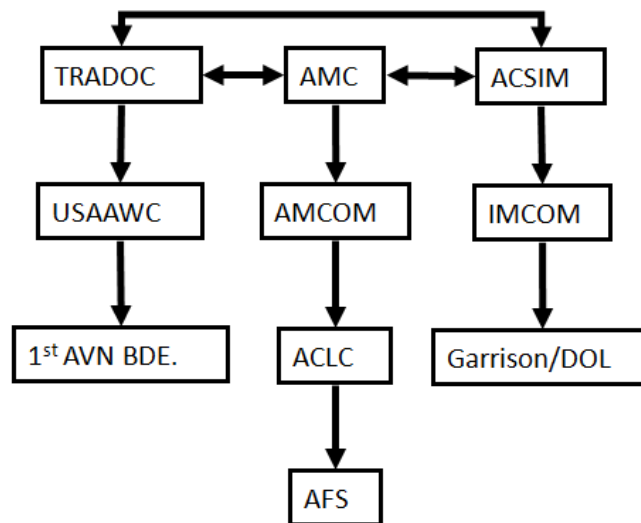 TRADOC
AMC
ACSIM
USAAWC
AMCOM
IMCOM
1st AVN BDE.
ACLC
Garrison/DOL
AFS